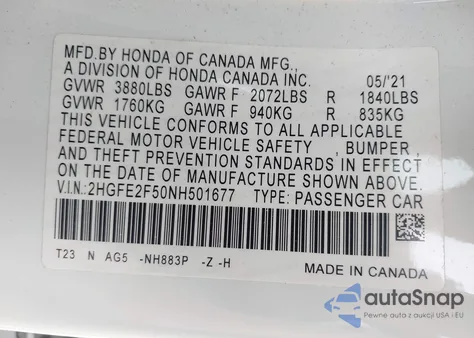 MFD.BY HONDA OF CANADA MFG.,
A DIVISION OF HONDA CANADA INC. 05/'21
GVWR 3880LBS GAWR F 2072LBS R 1840LBS
GVWR 1760KG GAWR F 940KG R 835KG
THIS VEHICLE CONFORMS TO ALL APPLICABLE
FEDERAL MOTOR VEHICLE SAFETY , BUMPER ,
THEFT PREVENTION STANDARDS IN EFFECT
ON THE DATE OF MANUFACTURE SHOWN ABOVE.
V.I.N.:2HGFE2F50NH501677 TYPE:PASSENGER CAR
T23 N AG5 -NH883P -Z -H
MADE IN CANADA
autoSnap
Pewne auta z aukcji USA i EU